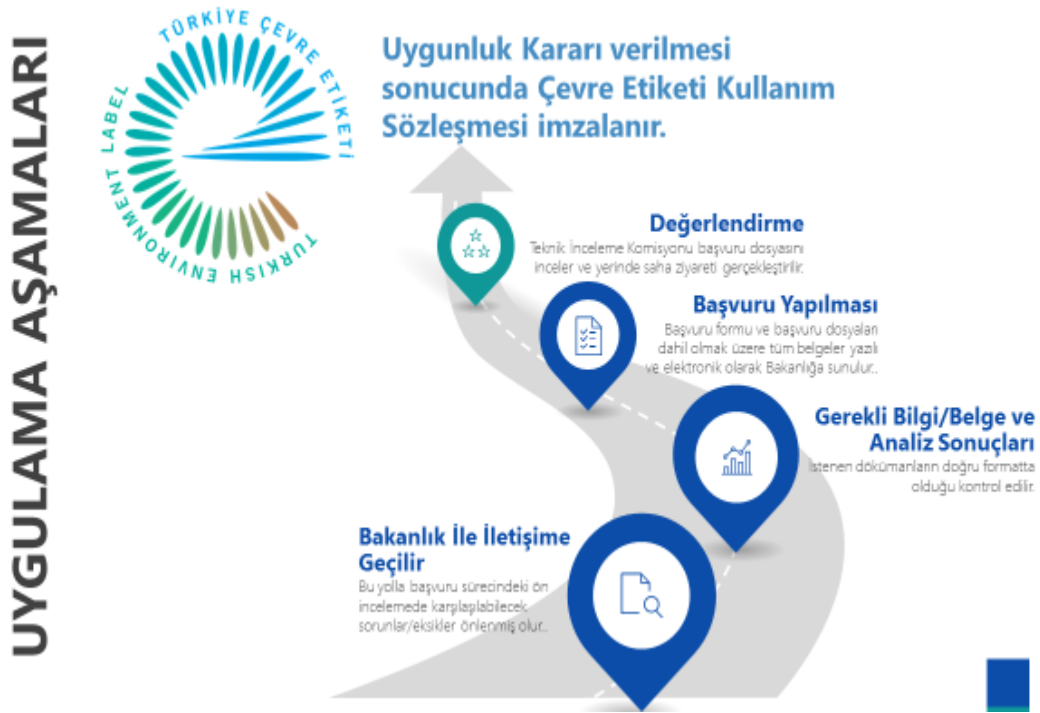 UYGULAMA AŞAMALARI
TÜRKİYE ÇEVRE ETİKETİ
TURKISH ENVIRONMENT LABEL
Uygunluk Kararı verilmesi
sonucunda Çevre Etiketi Kullanım
Sözleşmesi imzalanır.
Değerlendirme
Teknik İnceleme Komisyonu başvuru dosyasını
inceler ve yerinde saha ziyareti gerçekleştirilir.
Başvuru Yapılması
Başvuru formu ve başvuru dosyaları
dahil olmak üzere tüm belgeler yazılı
ve elektronik olarak Bakanlığa sunulur..
Gerekli Bilgi/Belge ve
Analiz Sonuçları
İstenen dökümanların doğru formatta
olduğu kontrol edilir.
Bakanlık İle İletişime
Geçilir
Bu yolla başvuru sürecindeki ön
incelemede karşılaşılabilecek
sorunlar/eksikler önlenmiş olur..